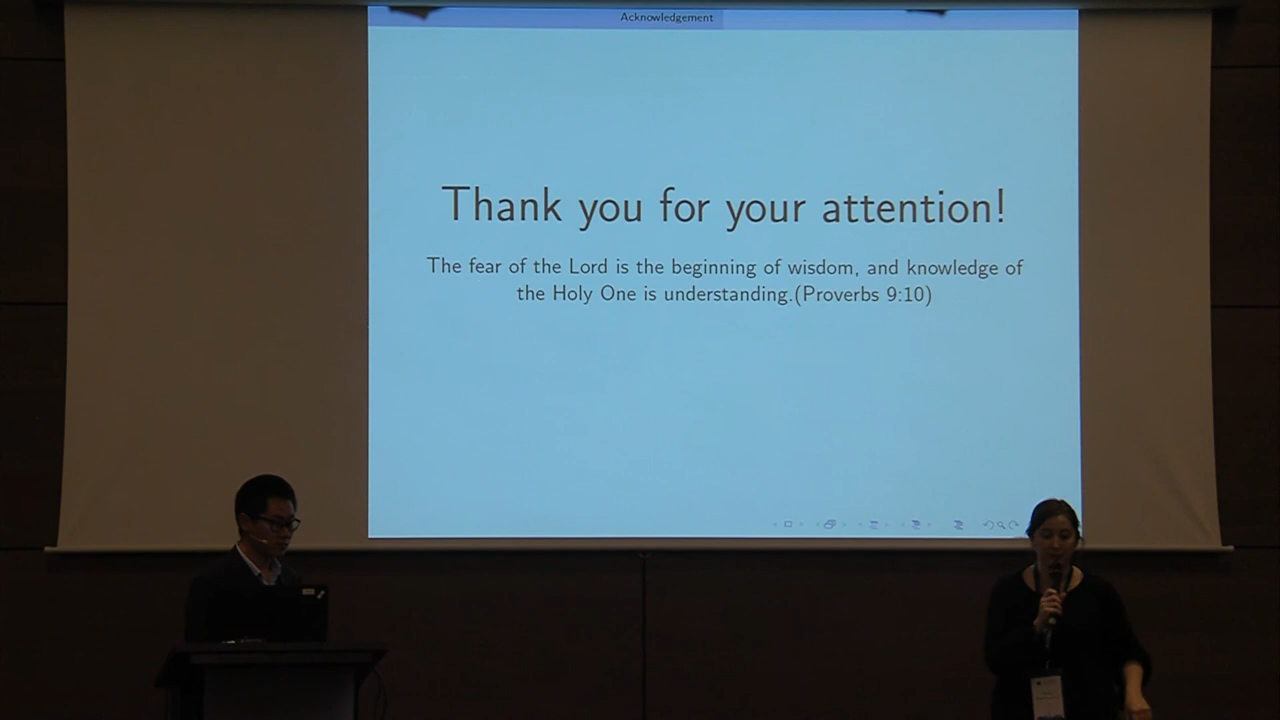 Acknowledgement
Thank you for your attention!
The fear of the Lord is the beginning of wisdom, and knowledge of
the Holy One is understanding.(Proverbs 9:10)